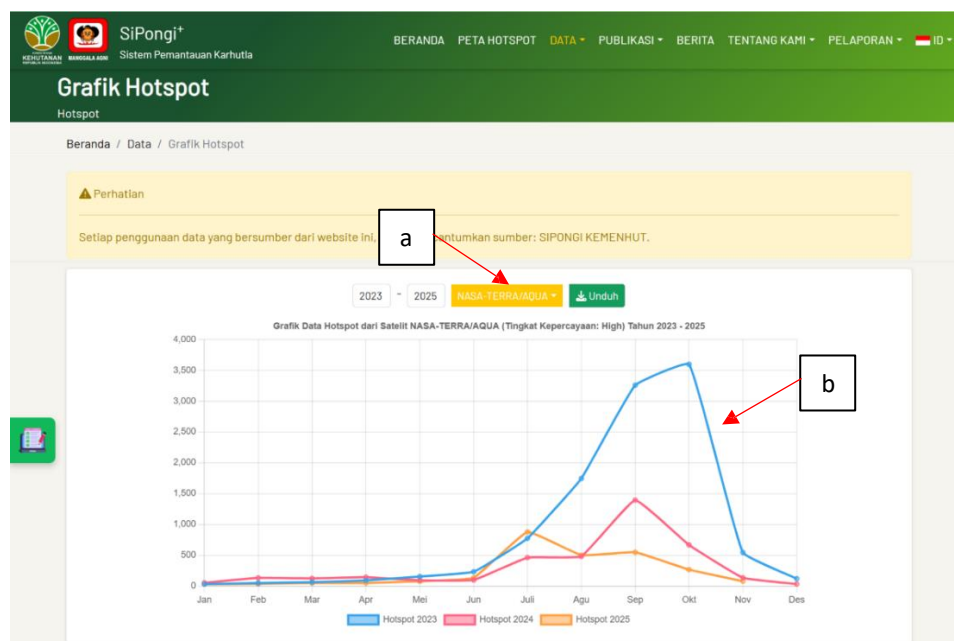 SiPongi⁺
Sistem Pemantauan Karhutla
KEHUTANAN
MANGGALA AGNI
BERANDA PETA HOTSPOT DATA PUBLIKASI BERITA TENTANG KAMI PELAPORAN ID
Grafik Hotspot
Hotspot
Beranda / Data / Grafik Hotspot
Perhatian
Setiap penggunaan data yang bersumber dari website ini, antumkan sumber: SIPONGI KEMENHUT.
a
2023 - 2025 NASA-TERRA/AQUA Unduh
Grafik Data Hotspot dari Satelit NASA-TERRA/AQUA (Tingkat Kepercayaan: High) Tahun 2023 - 2025
4,000
3,500
3,000
2,500
2,000
1,500
1,000
500
0
b
Jan Feb Mar Apr Mei Jun Juli Agu Sep Okt Nov Des
Hotspot 2023 Hotspot 2024 Hotspot 2025